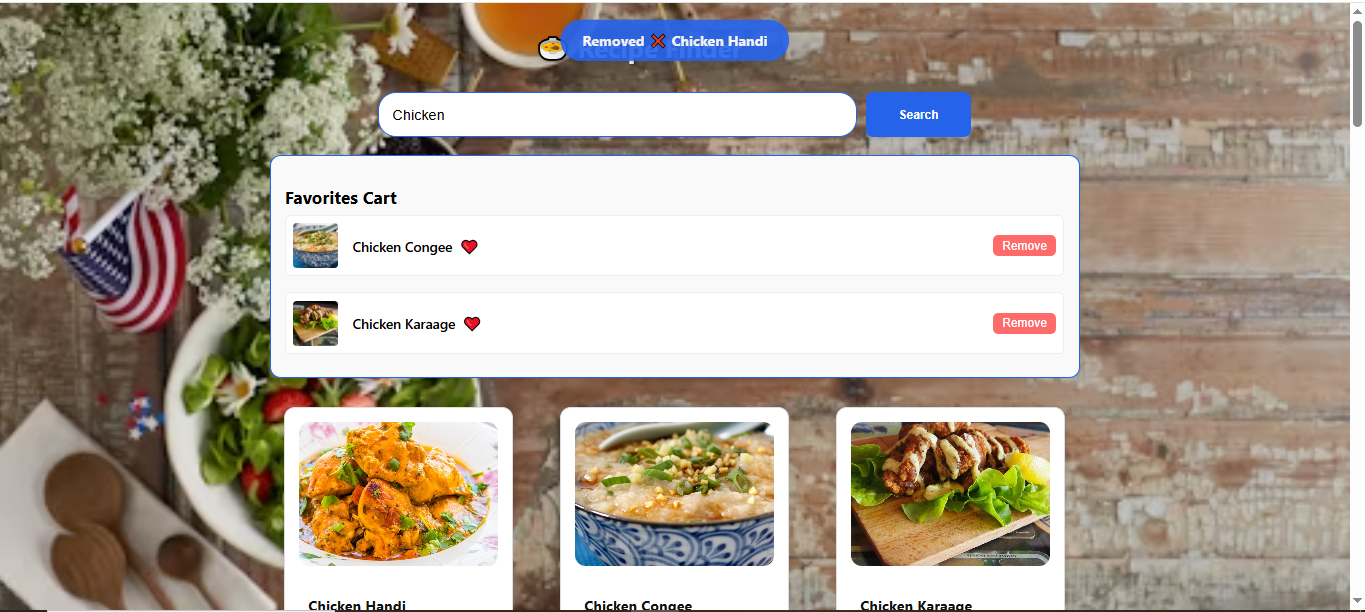 Removed ❌ Chicken Handi
Recipe Finder
Chicken
Search
Favorites Cart
Chicken Congee ❤️
Remove
Chicken Karaage ❤️
Remove
Chicken Handi
Chicken Congee
Chicken Karaage